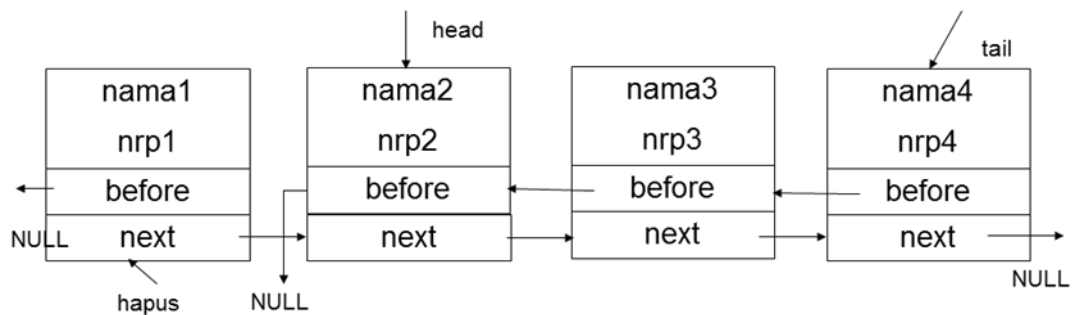 head
tail
nama1
nrp1
before
next
NULL
hapus
nama2
nrp2
before
next
NULL
nama3
nrp3
before
next
nama4
nrp4
before
next
NULL